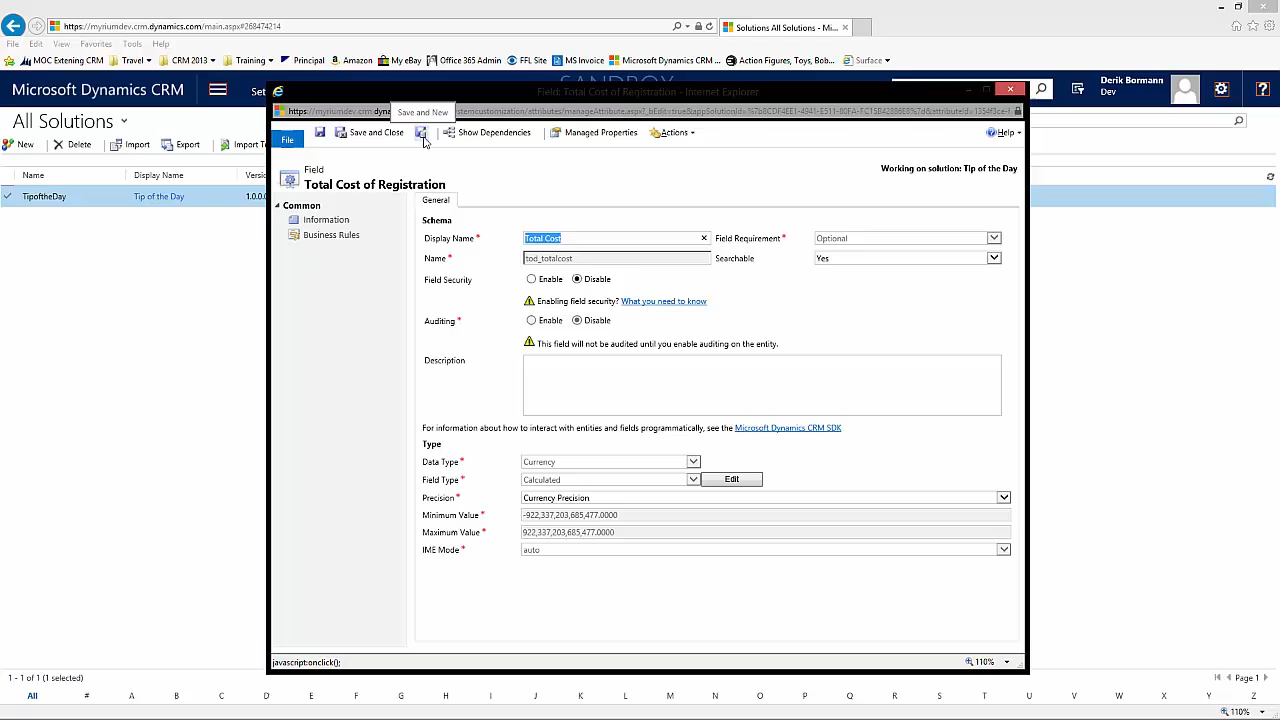 https://myriumdev.crm.dynamics.com/main.aspx#268474214
Solutions All Solutions - Mi...
File Edit View Favorites Tools Help
MOC Extening CRM Travel CRM 2013 Training Principal Amazon My eBay Office 365 Admin FFL Site MS Invoice Microsoft Dynamics CRM ... Action Figures, Toys, Bob... Surface
Microsoft Dynamics CRM
Set
SANDBOX
Derik Bormann
Dev
Field: Total Cost of Registration - Internet Explorer
Save and New
All Solutions
New Delete Import Export Import T
Name Display Name Versio
TipoftheDay Tip of the Day 1.0.0.
File
Save and Close Show Dependencies Managed Properties Actions Help
Field
Total Cost of Registration
Working on solution: Tip of the Day
Common
Information
Business Rules
General
Schema
Display Name * Total Cost Field Requirement * Optional
Name * tod_totalcost Searchable Yes
Field Security Enable Disable
Enabling field security? What you need to know
Auditing * Enable Disable
This field will not be audited until you enable auditing on the entity.
Description
For information about how to interact with entities and fields programmatically, see the Microsoft Dynamics CRM SDK
Type
Data Type * Currency
Field Type * Calculated Edit
Precision * Currency Precision
Minimum Value * -922,337,203,685,477.0000
Maximum Value * 922,337,203,685,477.0000
IME Mode * auto
javascript:onclick();
110%
1 - 1 of 1 (1 selected)
Page 1
All # A B C D E F G H I J K L M N O P Q R S T U V W X Y Z
110%